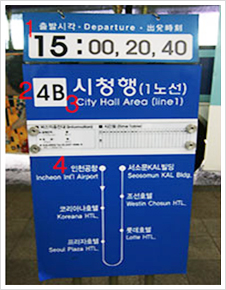 1
출발시각 - Departure - 出發時刻
15:00, 20, 40
2 4B 3
시청행(1노선)
City Hall Area (line1)
4
인천공항
Incheon Int'l Airport
서소문KAL빌딩
Seosomun KAL Bldg.
코리아나호텔
Koreana HTL.
조선호텔
Westin Chosun HTL.
프라자호텔
Seoul Plaza HTL.
롯데호텔
Lotte HTL.